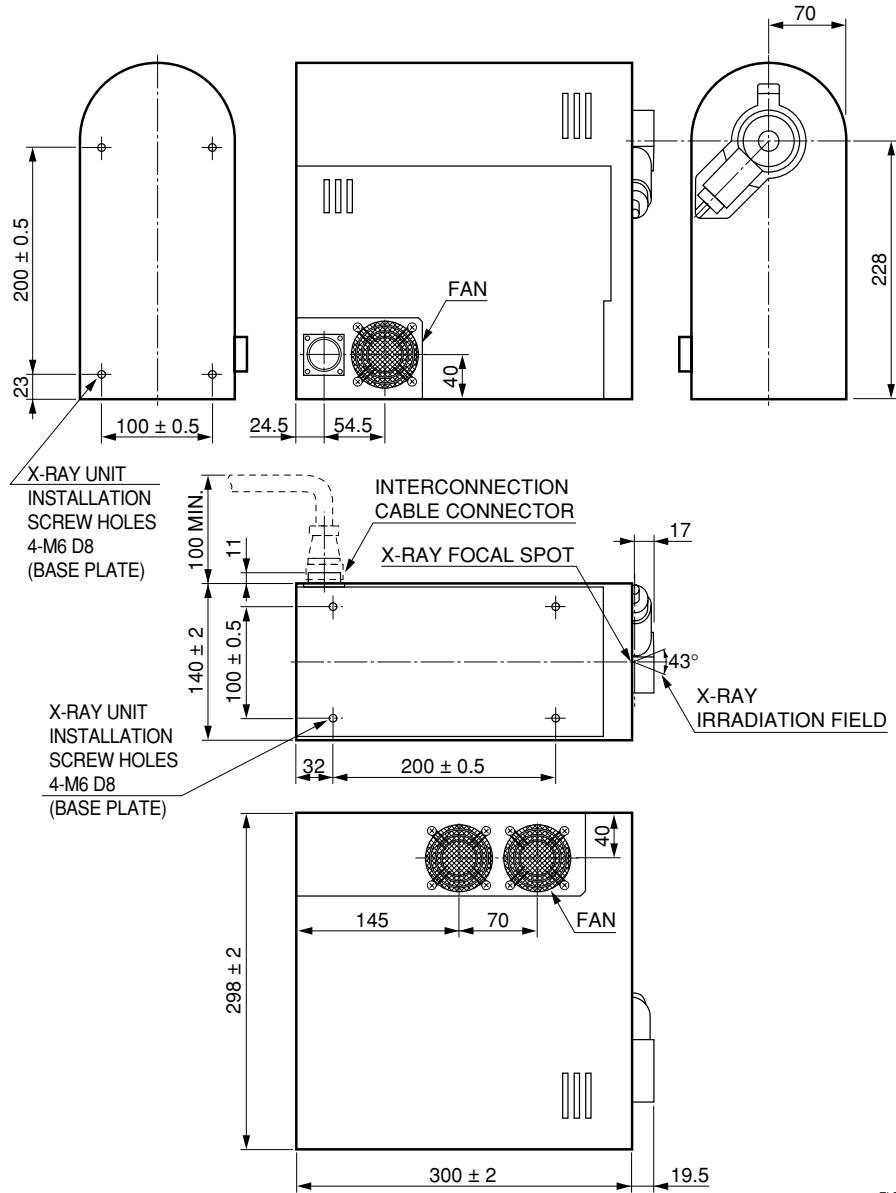 70
200 ± 0.5
228
FAN
23
40
100 ± 0.5
24.5
54.5
X-RAY UNIT
INSTALLATION
SCREW HOLES
4-M6 D8
(BASE PLATE)
100 MIN.
11
INTERCONNECTION
CABLE CONNECTOR
X-RAY FOCAL SPOT
17
140 ± 2
100 ± 0.5
43°
X-RAY
IRRADIATION FIELD
X-RAY UNIT
INSTALLATION
SCREW HOLES
4-M6 D8
(BASE PLATE)
32
200 ± 0.5
40
145
70
FAN
298 ± 2
300 ± 2
19.5